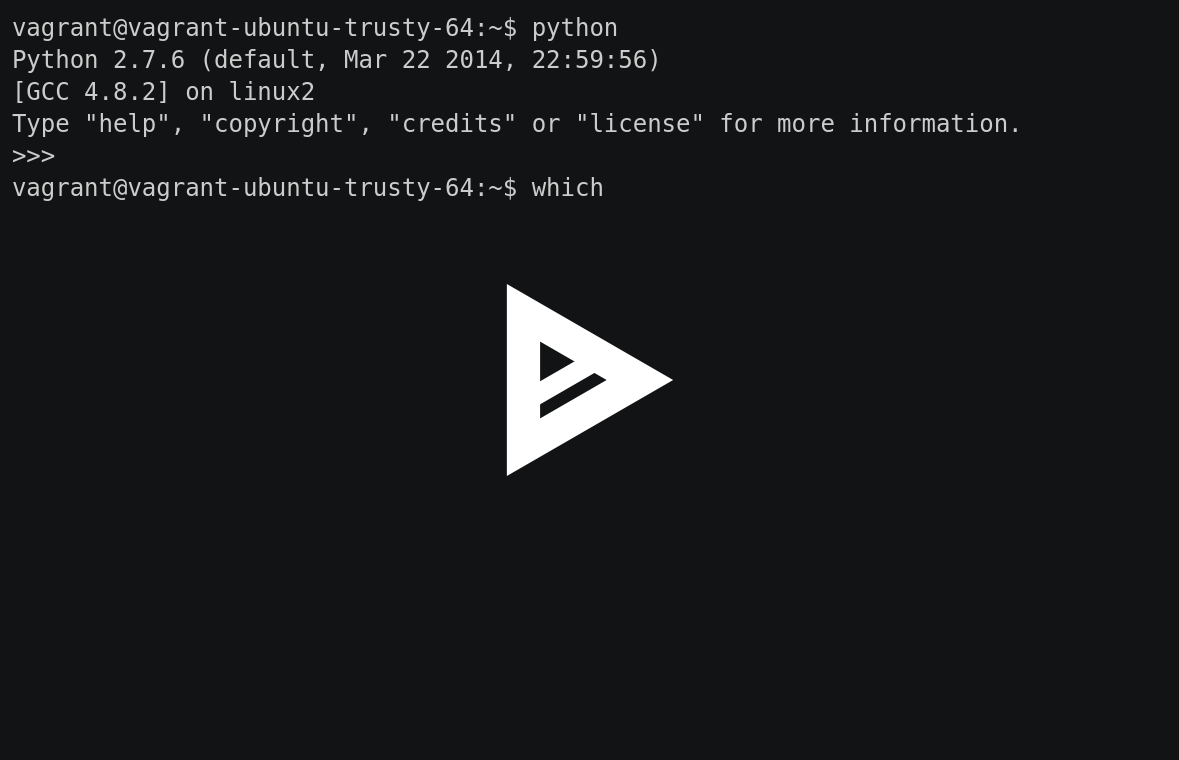 vagrant@vagrant-ubuntu-trusty-64:~$ python
Python 2.7.6 (default, Mar 22 2014, 22:59:56)
[GCC 4.8.2] on linux2
Type "help", "copyright", "credits" or "license" for more information.
>>>
vagrant@vagrant-ubuntu-trusty-64:~$ which